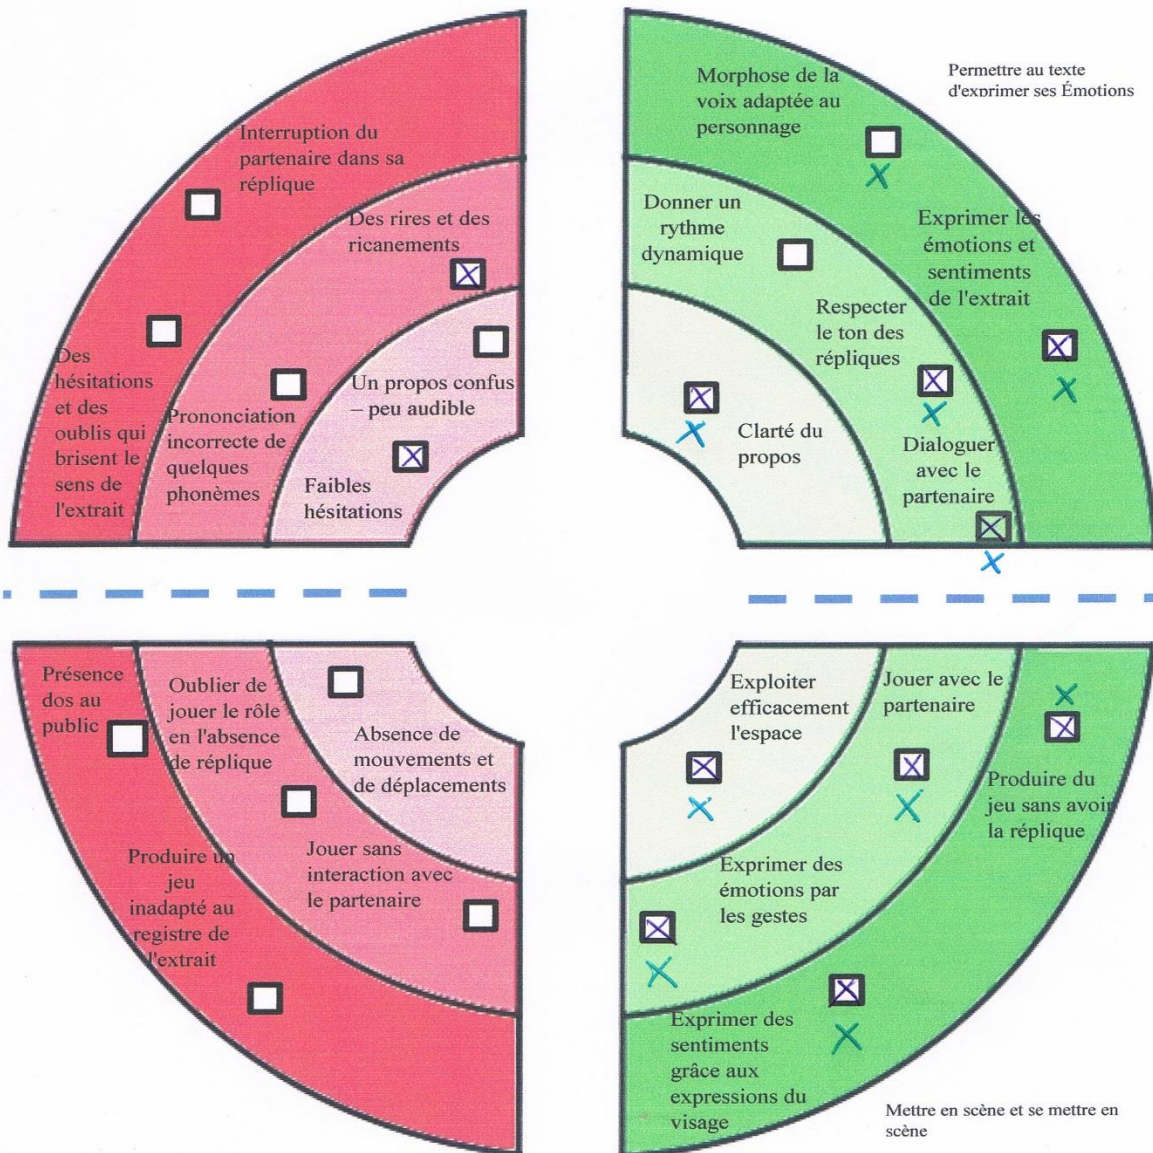 Interruption du
partenaire dans sa
réplique
Des rires et des
ricanements
Des
hésitations
et des
oublis qui
brisent le
sens de
l'extrait
Prononciation
incorrecte de
quelques
phonèmes
Un propos confus
– peu audible
Faibles
hésitations
Permettre au texte
d'exprimer ses Émotions
Morphose de la
voix adaptée au
personnage
Donner un
rythme
dynamique
Exprimer les
émotions et
sentiments
de l'extrait
Respecter
le ton des
répliques
Clarté du
propos
Dialoguer
avec le
partenaire
Présence
dos au
public
Oublier de
jouer le rôle
en l'absence
de réplique
Absence de
mouvements et
de déplacements
Produire un
jeu
inadapté au
registre de
l'extrait
Jouer sans
interaction avec
le partenaire
Exploiter
efficacement
l'espace
Jouer avec le
partenaire
Produire du
jeu sans avoir
la réplique
Exprimer des
émotions par
les gestes
Exprimer des
sentiments
grâce aux
expressions du
visage
Mettre en scène et se mettre en
scène